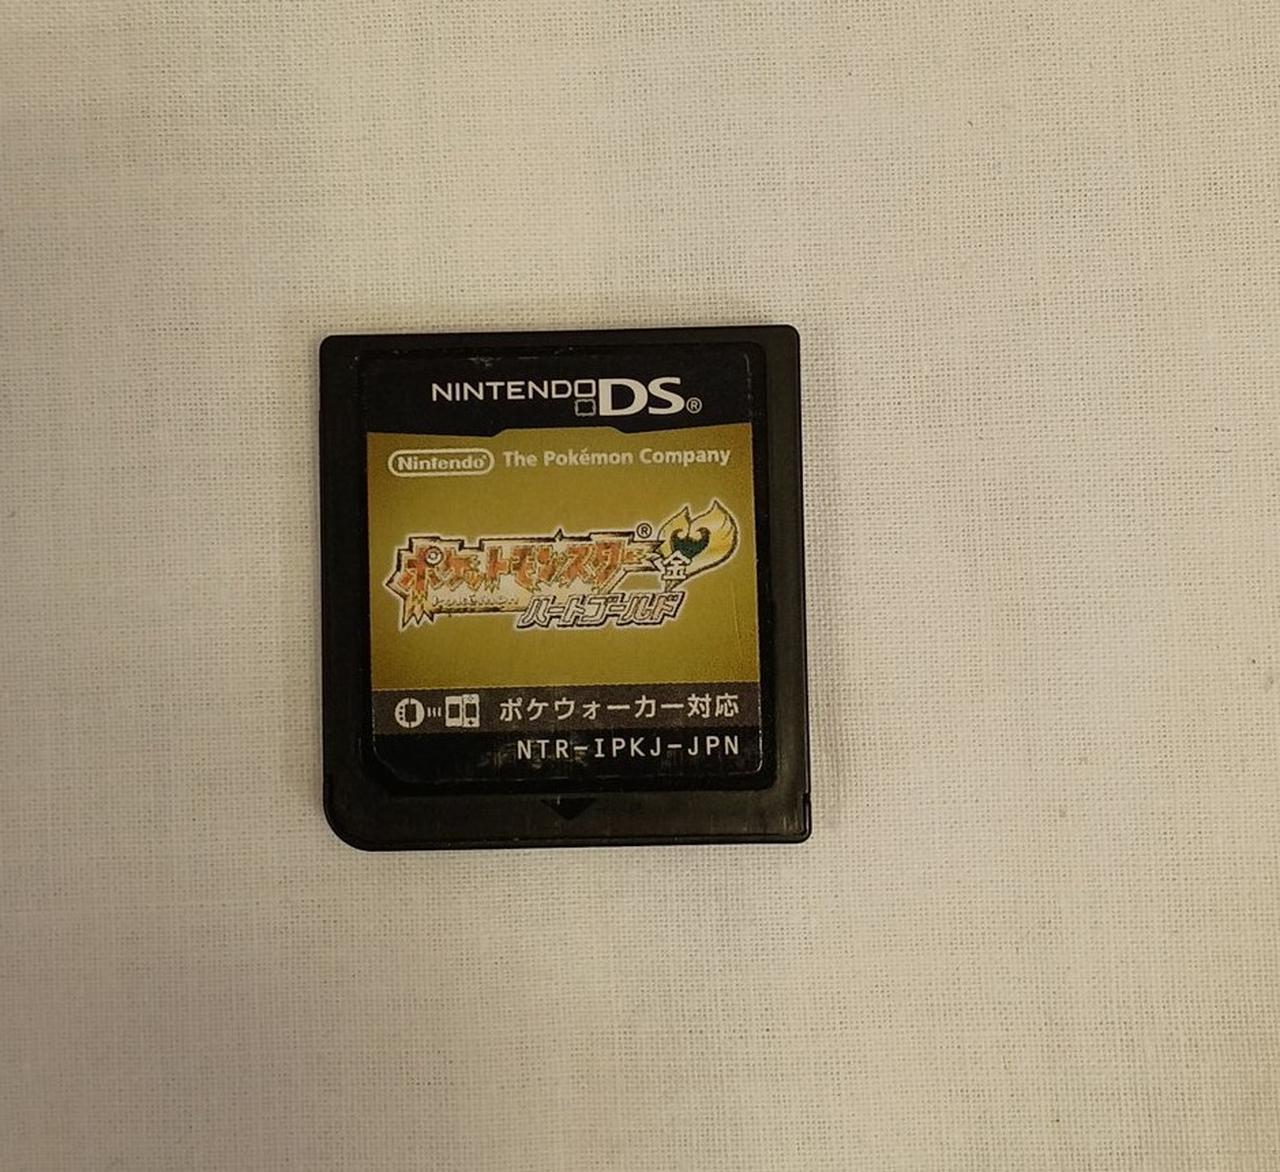 NINTENDO DS®
Nintendo® The Pokémon Company
ポケットモンスター® 金
POKÉMON ハートゴールド
ポケウォーカー対応
NTR-IPKJ-JPN